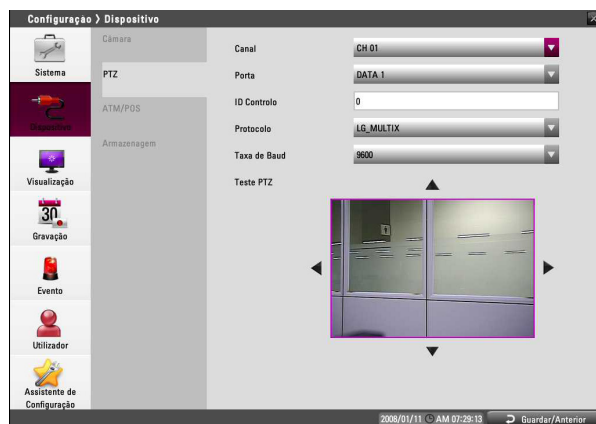 Configuração > Dispositivo
Sistema
Dispositivo
Visualização
Gravação
30
Evento
Utilizador
Assistente de
Configuração
Câmara
PTZ
ATM/POS
Armazenagem
Canal CH 01
Porta DATA 1
ID Controlo 0
Protocolo LG_MULTIX
Taxa de Baud 9600
Teste PTZ
2008/01/11 AM 07:29:13 Guardar/Anterior